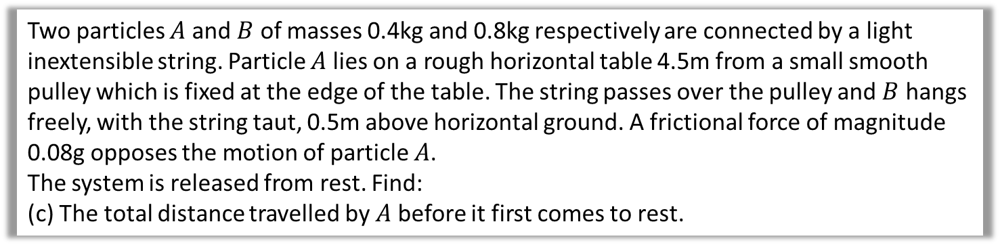 Two particles A and B of masses 0.4kg and 0.8kg respectively are connected by a light
inextensible string. Particle A lies on a rough horizontal table 4.5m from a small smooth
pulley which is fixed at the edge of the table. The string passes over the pulley and B hangs
freely, with the string taut, 0.5m above horizontal ground. A frictional force of magnitude
0.08g opposes the motion of particle A.
The system is released from rest. Find:
(c) The total distance travelled by A before it first comes to rest.